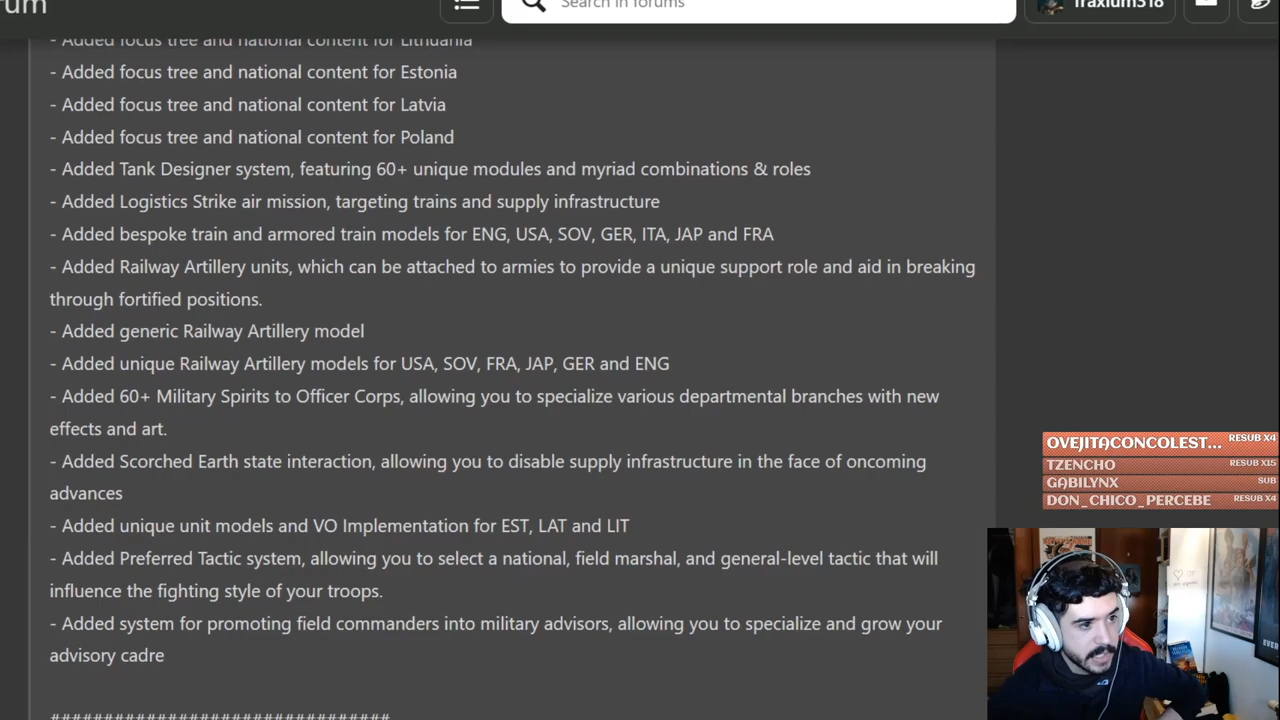 rum
Search in forums
fraxium318
- Added focus tree and national content for Lithuania
- Added focus tree and national content for Estonia
- Added focus tree and national content for Latvia
- Added focus tree and national content for Poland
- Added Tank Designer system, featuring 60+ unique modules and myriad combinations & roles
- Added Logistics Strike air mission, targeting trains and supply infrastructure
- Added bespoke train and armored train models for ENG, USA, SOV, GER, ITA, JAP and FRA
- Added Railway Artillery units, which can be attached to armies to provide a unique support role and aid in breaking
through fortified positions.
- Added generic Railway Artillery model
- Added unique Railway Artillery models for USA, SOV, FRA, JAP, GER and ENG
- Added 60+ Military Spirits to Officer Corps, allowing you to specialize various departmental branches with new
effects and art.
- Added Scorched Earth state interaction, allowing you to disable supply infrastructure in the face of oncoming
advances
- Added unique unit models and VO Implementation for EST, LAT and LIT
- Added Preferred Tactic system, allowing you to select a national, field marshal, and general-level tactic that will
influence the fighting style of your troops.
- Added system for promoting field commanders into military advisors, allowing you to specialize and grow your
advisory cadre
################################
OVEJITACONCOLEST... RESUB X4
TZENCHO RESUB X15
GABILYNX SUB
DON_CHICO_PERCEBE RESUB X4